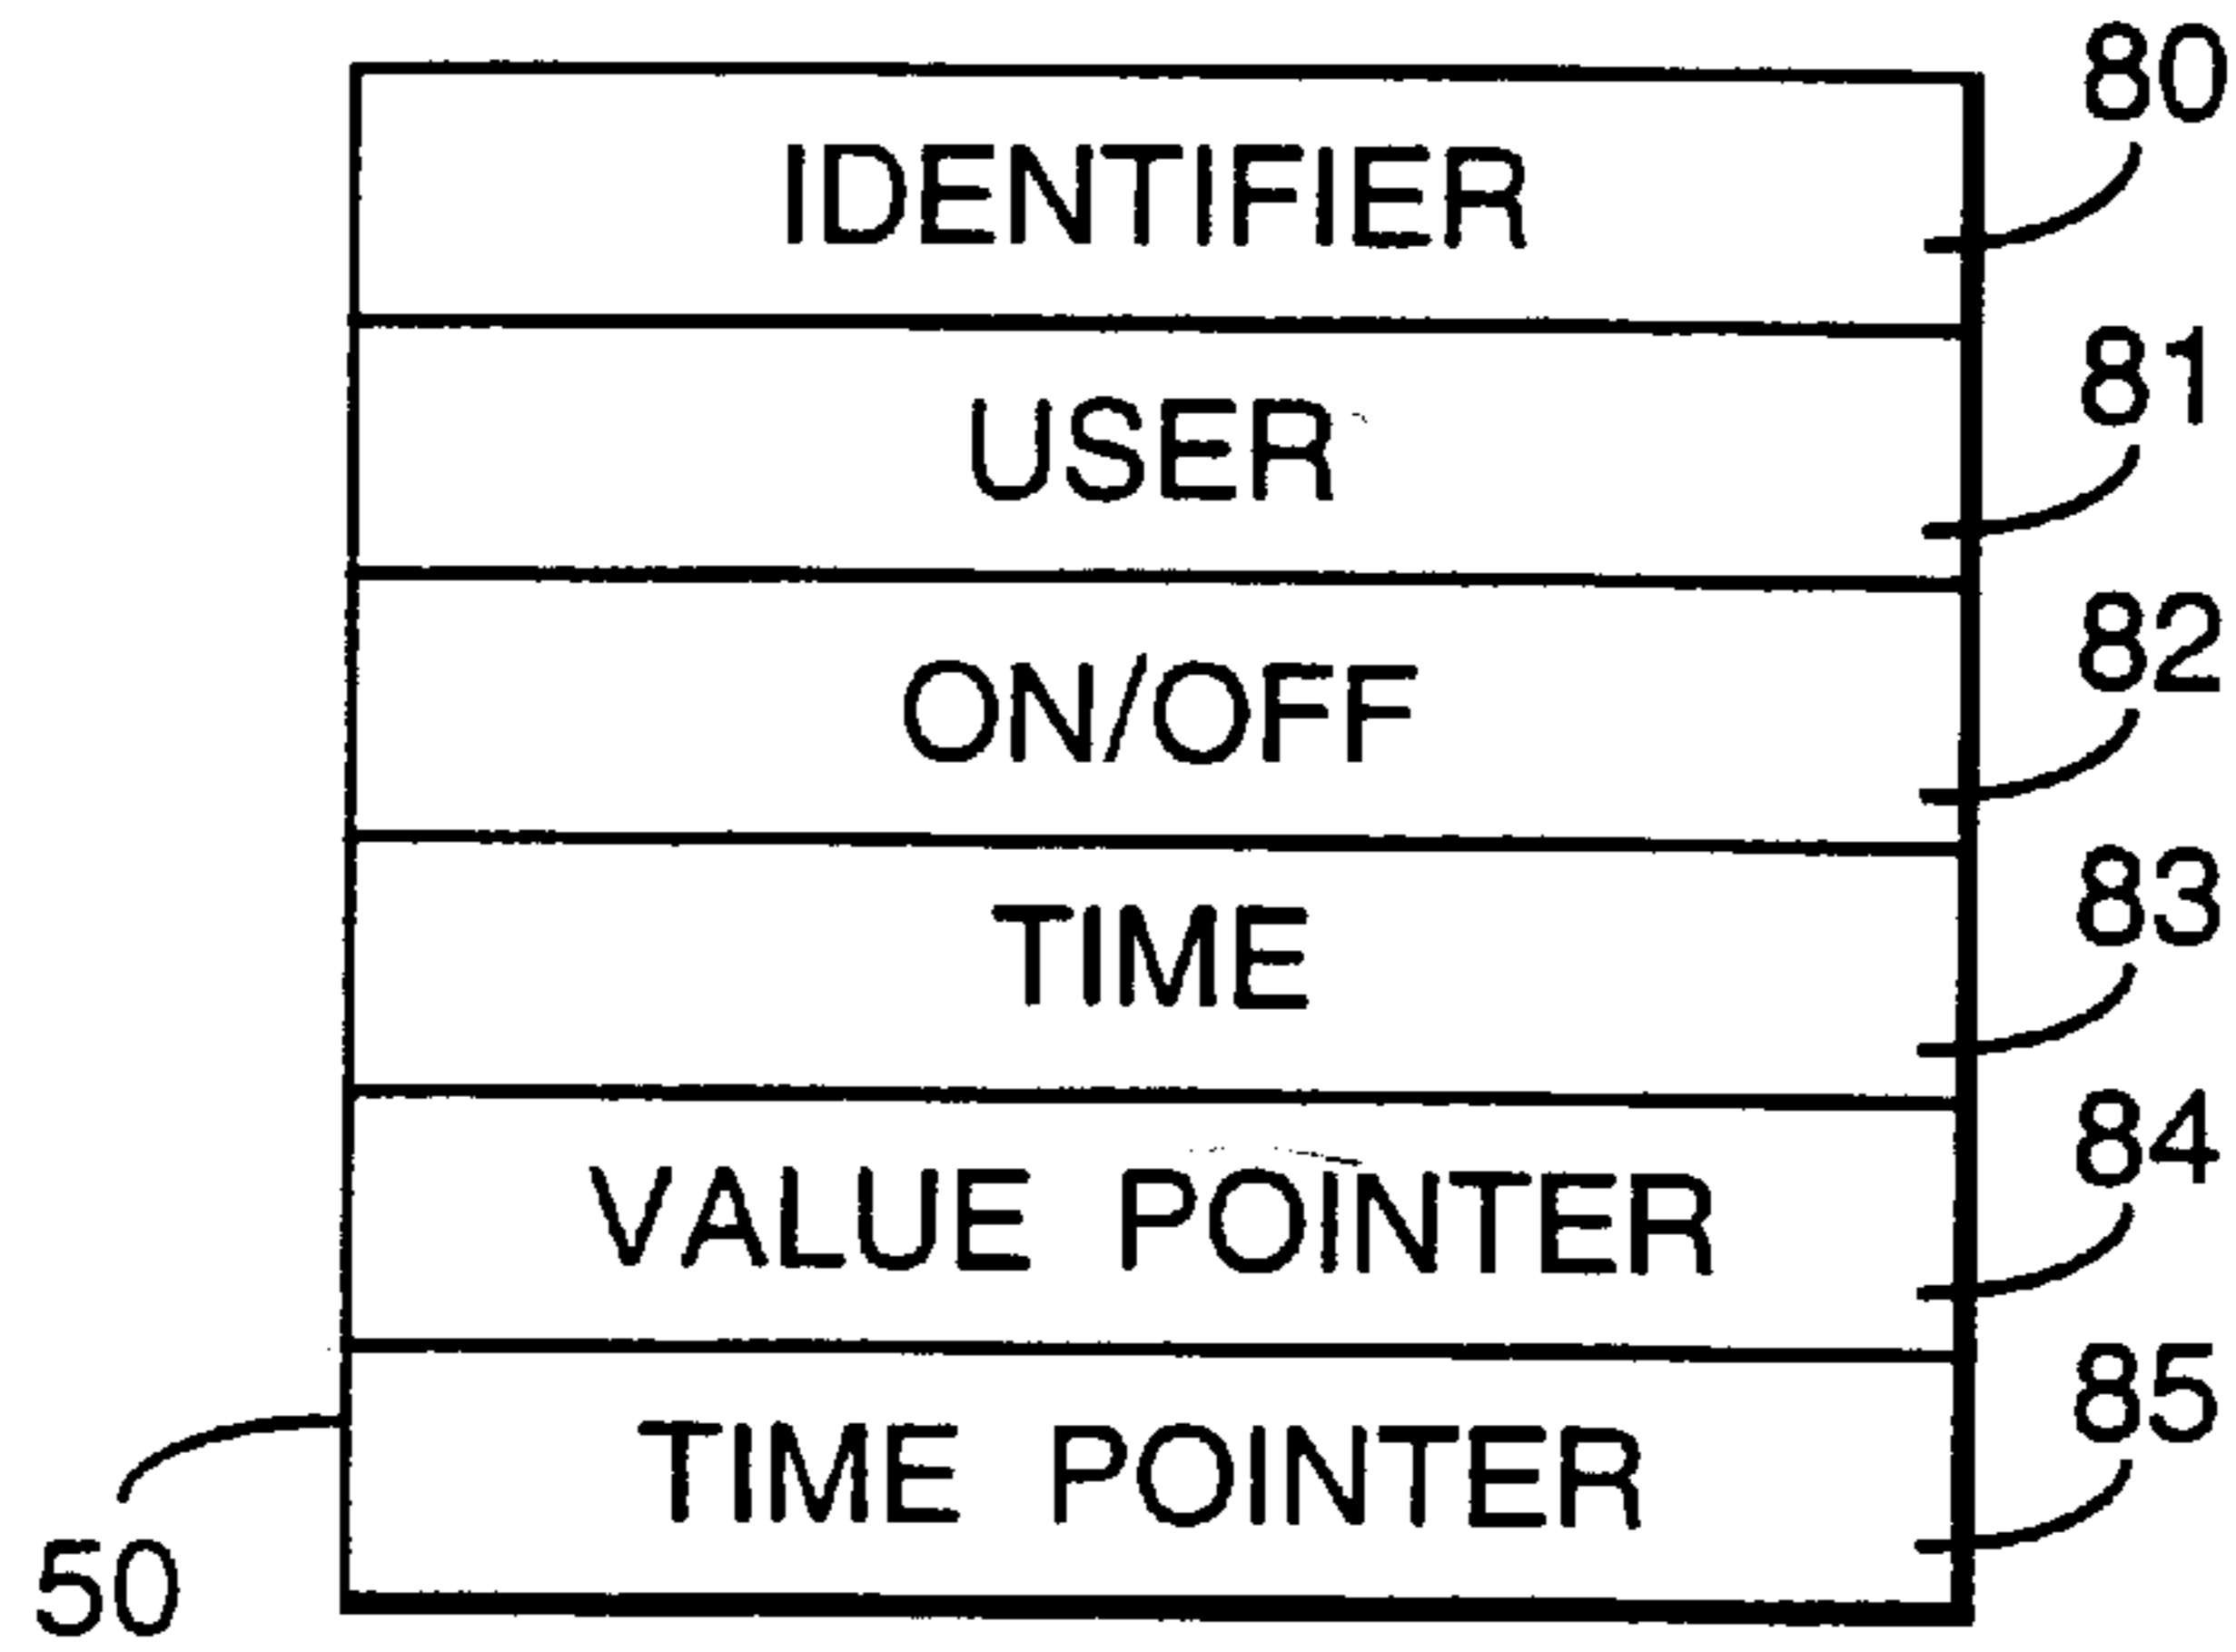 80
IDENTIFIER
81
USER
82
ON/OFF
83
TIME
84
VALUE POINTER
85
TIME POINTER
50